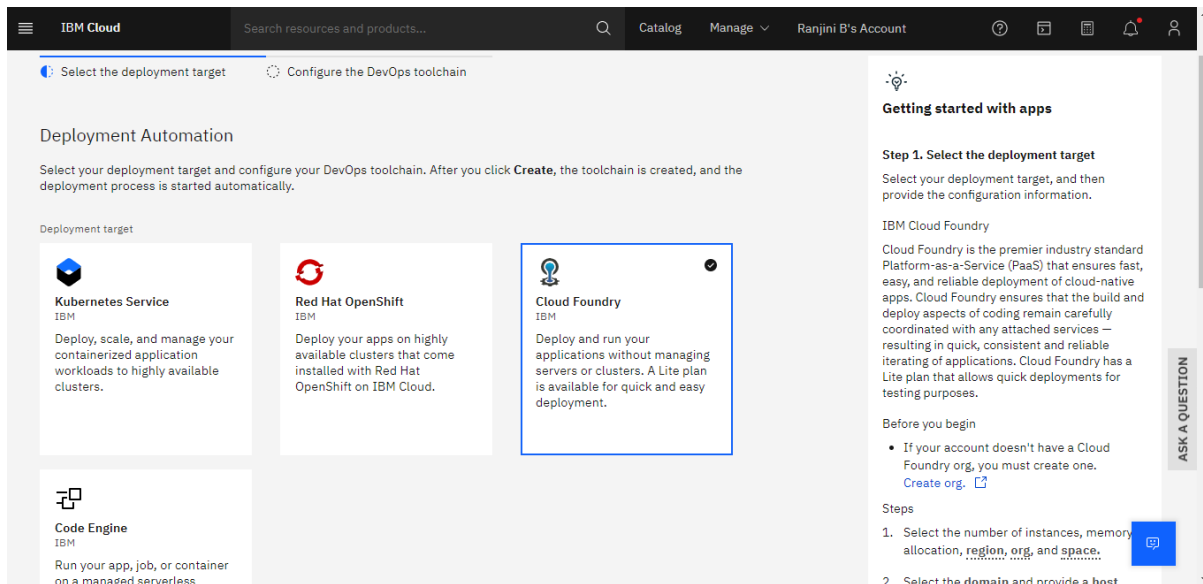 IBM Cloud
Search resources and products...
Catalog
Manage
Ranjini B's Account
Select the deployment target
Configure the DevOps toolchain
Deployment Automation
Select your deployment target and configure your DevOps toolchain. After you click Create, the toolchain is created, and the
deployment process is started automatically.
Deployment target
Kubernetes Service
IBM
Deploy, scale, and manage your
containerized application
workloads to highly available
clusters.
Red Hat OpenShift
IBM
Deploy your apps on highly
available clusters that come
installed with Red Hat
OpenShift on IBM Cloud.
Cloud Foundry
IBM
Deploy and run your
applications without managing
servers or clusters. A Lite plan
is available for quick and easy
deployment.
Code Engine
IBM
Run your app, job, or container
on a managed serverless
Getting started with apps
Step 1. Select the deployment target
Select your deployment target, and then
provide the configuration information.
IBM Cloud Foundry
Cloud Foundry is the premier industry standard
Platform-as-a-Service (PaaS) that ensures fast,
easy, and reliable deployment of cloud-native
apps. Cloud Foundry ensures that the build and
deploy aspects of coding remain carefully
coordinated with any attached services —
resulting in quick, consistent and reliable
iterating of applications. Cloud Foundry has a
Lite plan that allows quick deployments for
testing purposes.
Before you begin
• If your account doesn't have a Cloud
Foundry org, you must create one.
Create org.
Steps
1. Select the number of instances, memory
allocation, region, org, and space.
2. Select the domain and provide a host
ASK A QUESTION